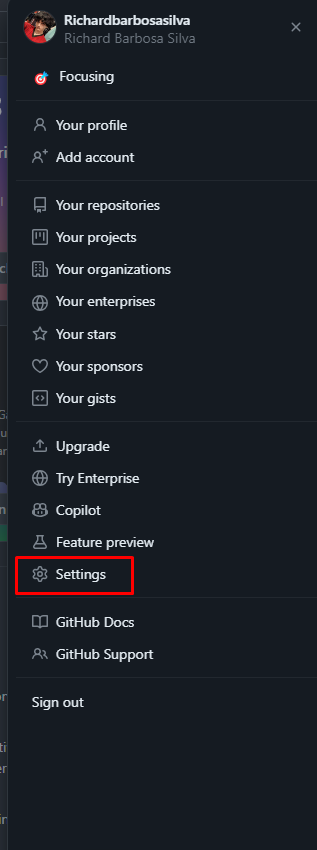 Richardbarbosasilva
Richard Barbosa Silva
Focusing
Your profile
Add account
Your repositories
Your projects
Your organizations
Your enterprises
Your stars
Your sponsors
Your gists
Upgrade
Try Enterprise
Copilot
Feature preview
Settings
GitHub Docs
GitHub Support
Sign out